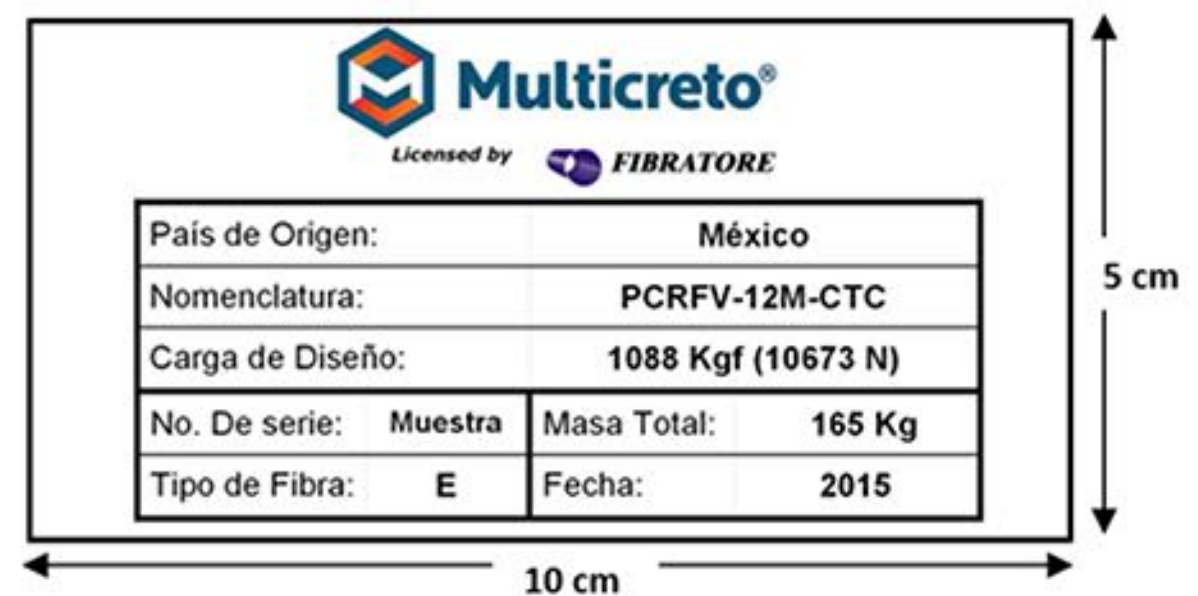 Multicreto®
Licensed by FIBRATORE
País de Origen: México
Nomenclatura: PCRFV-12M-CTC
Carga de Diseño: 1088 Kgf (10673 N)
No. De serie: Muestra Masa Total: 165 Kg
Tipo de Fibra: E Fecha: 2015
5 cm
10 cm